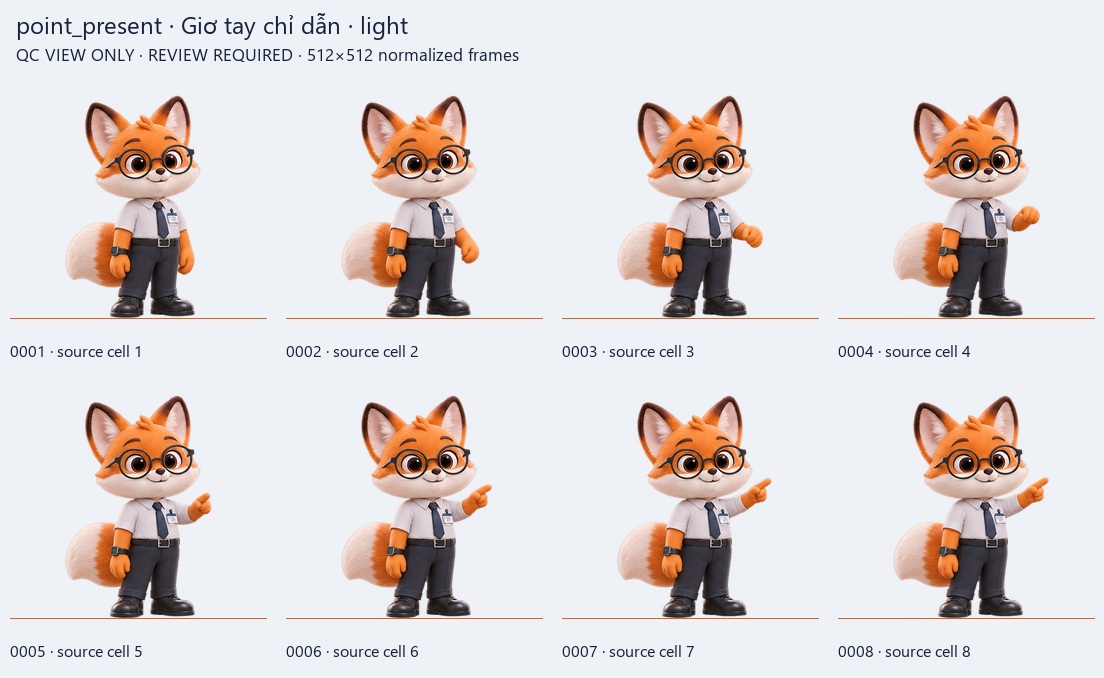 point_present · Giơ tay chỉ dẫn · light
QC VIEW ONLY · REVIEW REQUIRED · 512×512 normalized frames
0001 · source cell 1
0002 · source cell 2
0003 · source cell 3
0004 · source cell 4
0005 · source cell 5
0006 · source cell 6
0007 · source cell 7
0008 · source cell 8